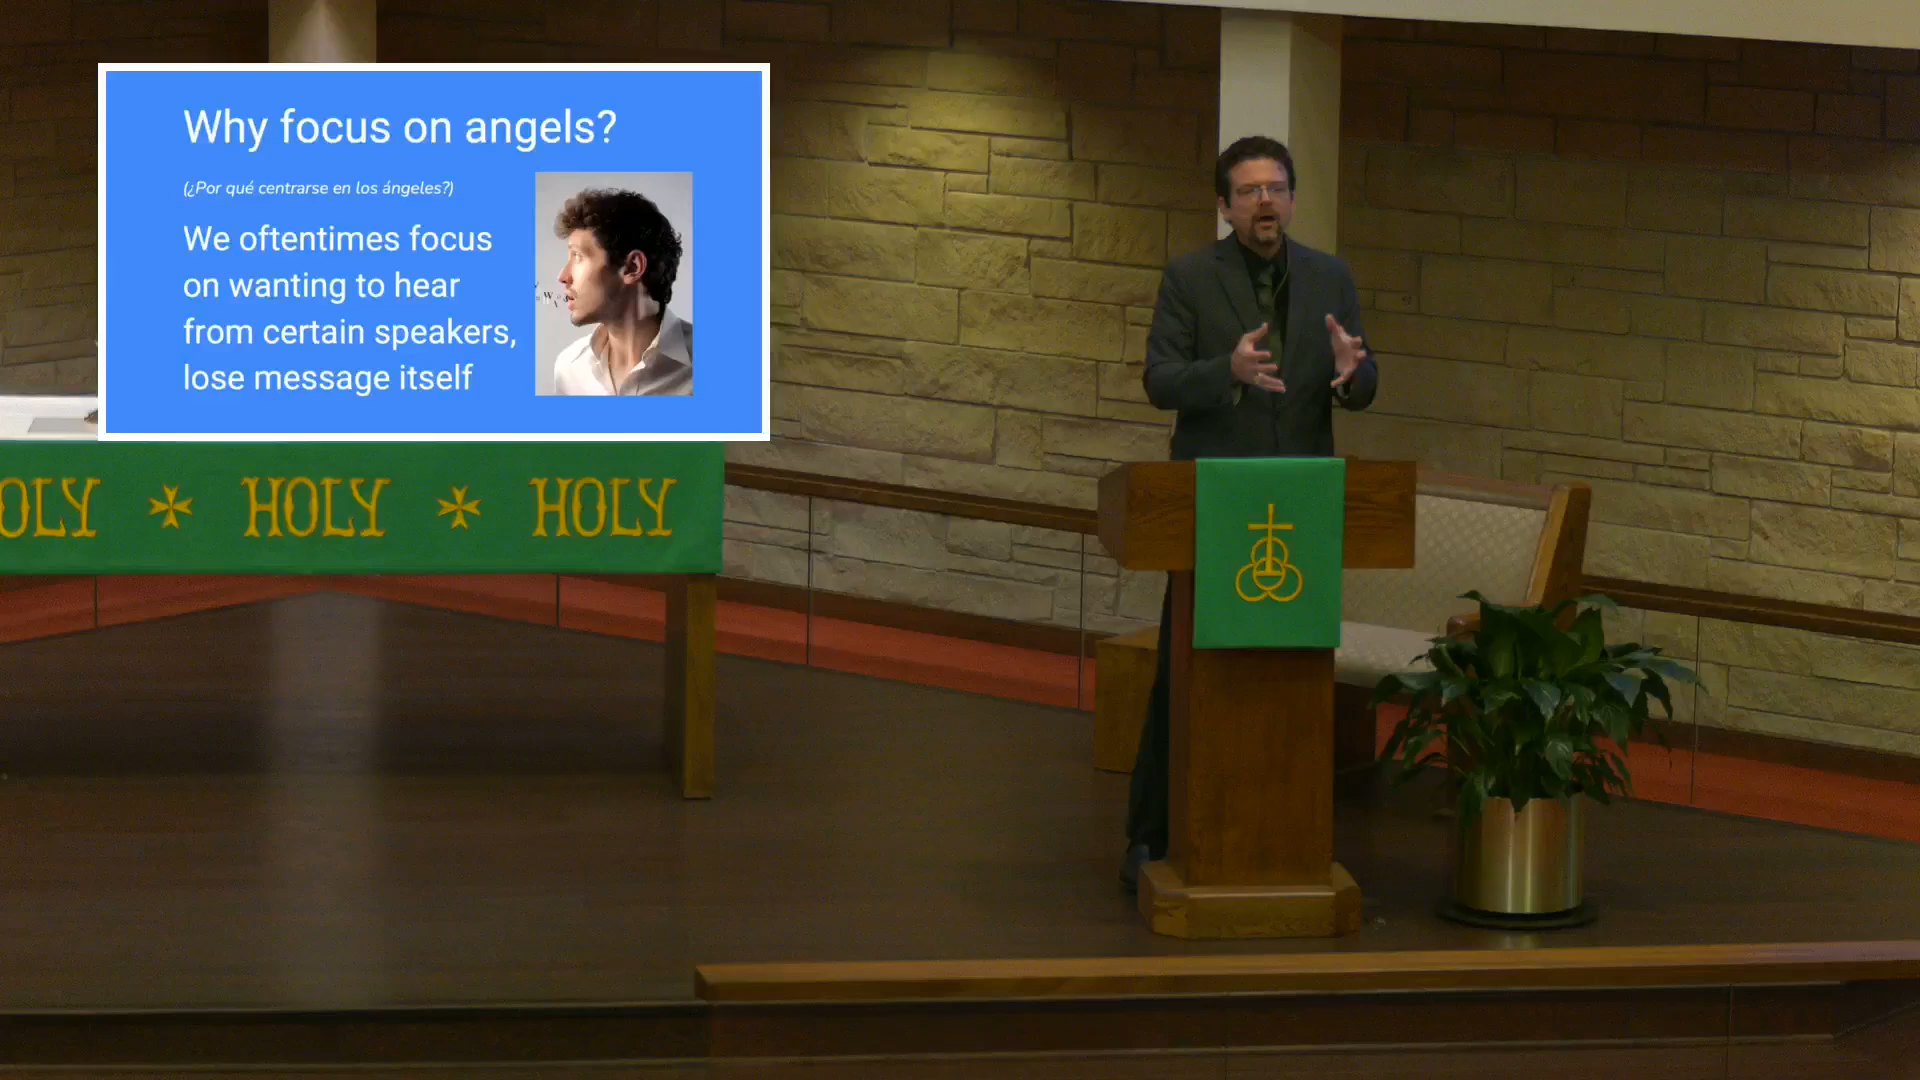 Why focus on angels?
(¿Por qué centrarse en los ángeles?)
We oftentimes focus
on wanting to hear
from certain speakers,
lose message itself
OLY HOLY HOLY